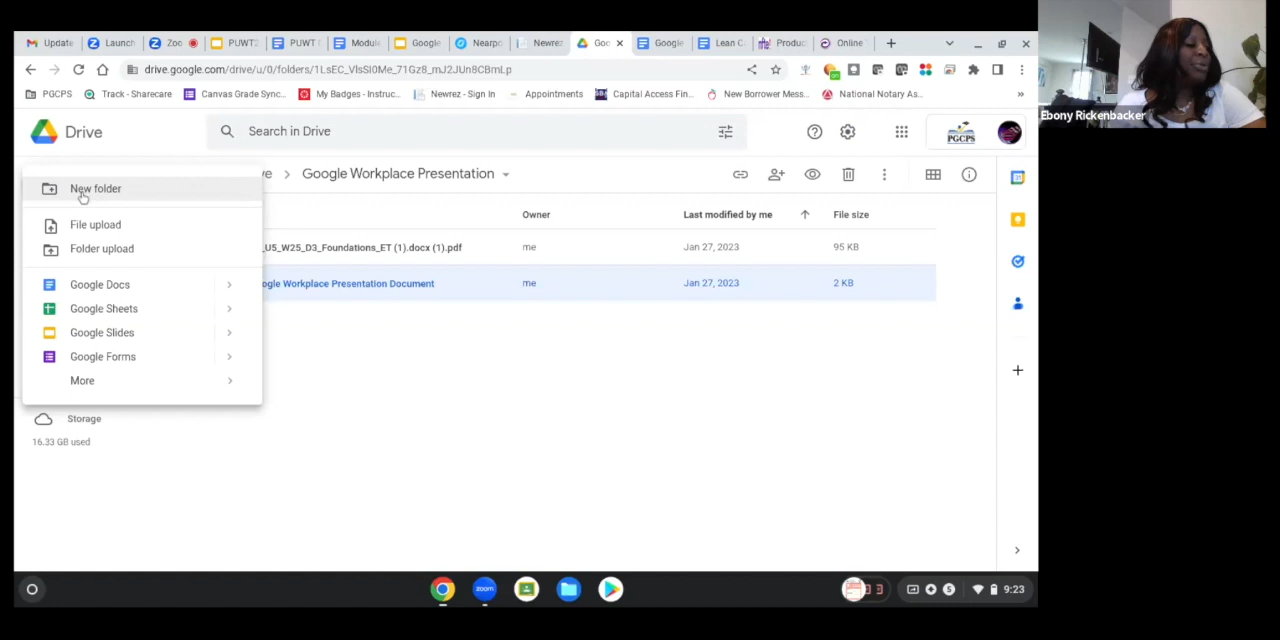 Update
Launch
Zoo
PUWT2
PUWT
Module
Google
Nearpo
Newrez
Goo
Google
Lean C
Produc
Online
drive.google.com/drive/u/0/folders/1LsEC_VlsSl0Me_71Gz8_mJ2JUn8CBmLp
PGCPS
Track - Sharecare
Canvas Grade Sync...
My Badges - Instruc...
Newrez - Sign In
Appointments
Capital Access Fin...
New Borrower Mess...
National Notary As...
»
Ebony Rickenbacker
Drive
Search in Drive
PGCPS
ve
Google Workplace Presentation
New folder
File upload
Folder upload
Google Docs
Google Sheets
Google Slides
Google Forms
More
Owner
Last modified by me
File size
_U5_W25_D3_Foundations_ET (1).docx (1).pdf
me
Jan 27, 2023
95 KB
ogle Workplace Presentation Document
me
Jan 27, 2023
2 KB
Storage
16.33 GB used
zoom
5
9:23